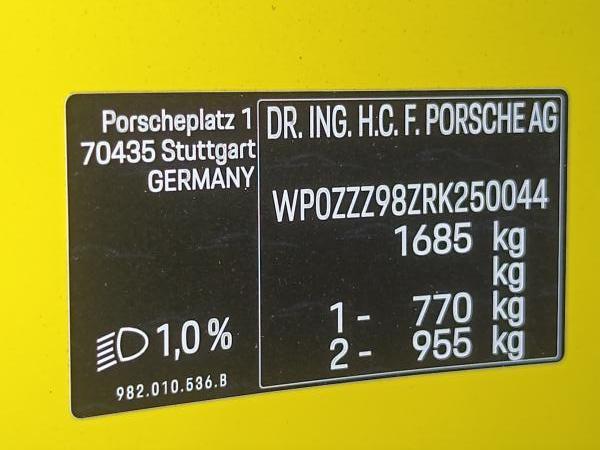 Porscheplatz 1
70435 Stuttgart
GERMANY
1,0 %
982.010.536.B
DR. ING. H.C. F. PORSCHE AG
WP0ZZZ98ZRK250044
1685 kg
kg
1 - 770 kg
2 - 955 kg